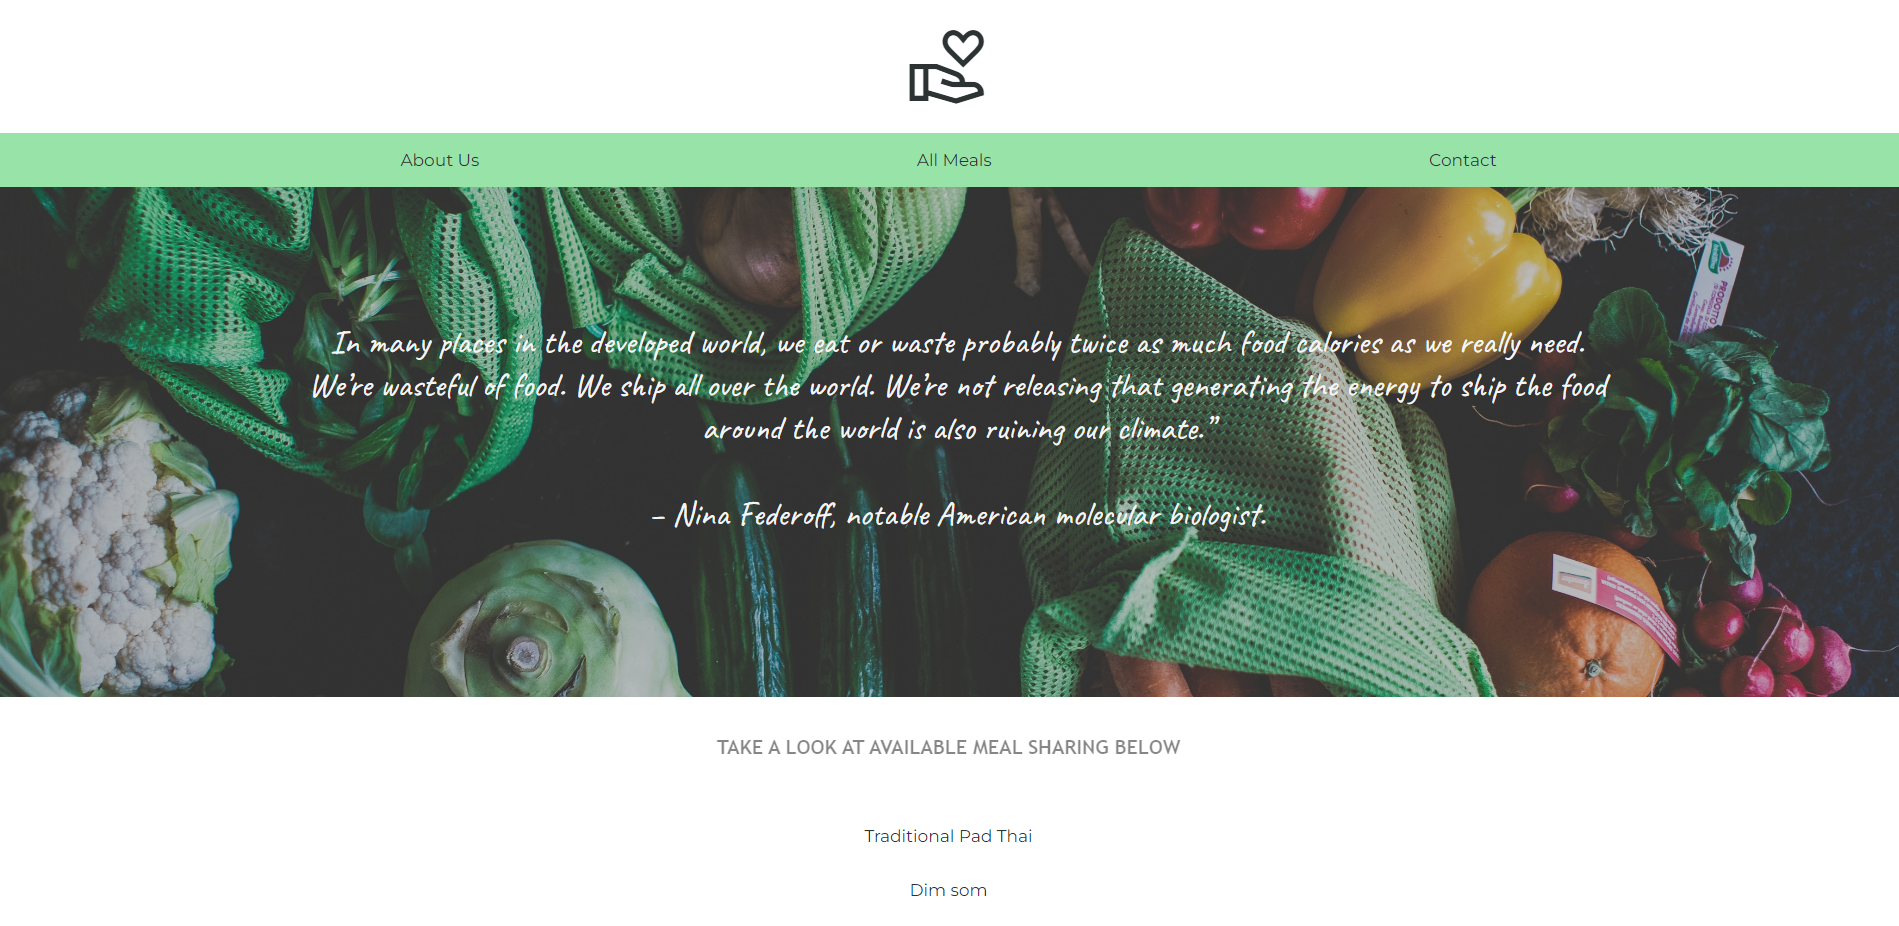 About Us All Meals Contact
In many places in the developed world, we eat or waste probably twice as much food calories as we really need.
We’re wasteful of food. We ship all over the world. We’re not releasing that generating the energy to ship the food
around the world is also ruining our climate.”
– Nina Federoff, notable American molecular biologist.
PRODOTTO
TAKE A LOOK AT AVAILABLE MEAL SHARING BELOW
Traditional Pad Thai
Dim som